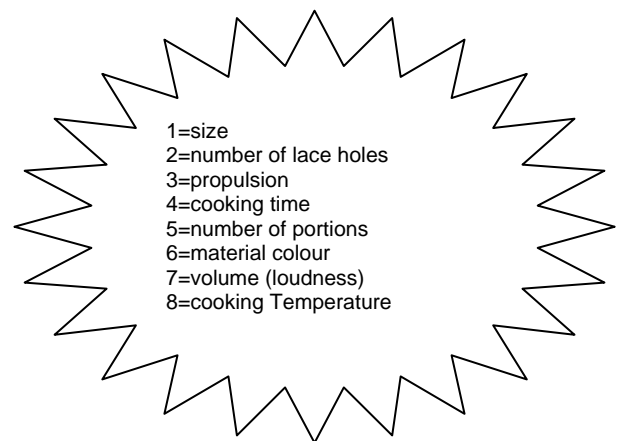 1=size
2=number of lace holes
3=propulsion
4=cooking time
5=number of portions
6=material colour
7=volume (loudness)
8=cooking Temperature